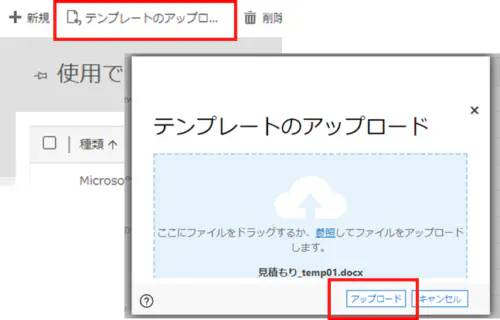 新規
テンプレートのアップロ...
削除
使用で
種類
Microso
テンプレートのアップロード
ここにファイルをドラッグするか、参照してファイルをアップロード
します。
見積もり_temp01.docx
アップロード
キャンセル